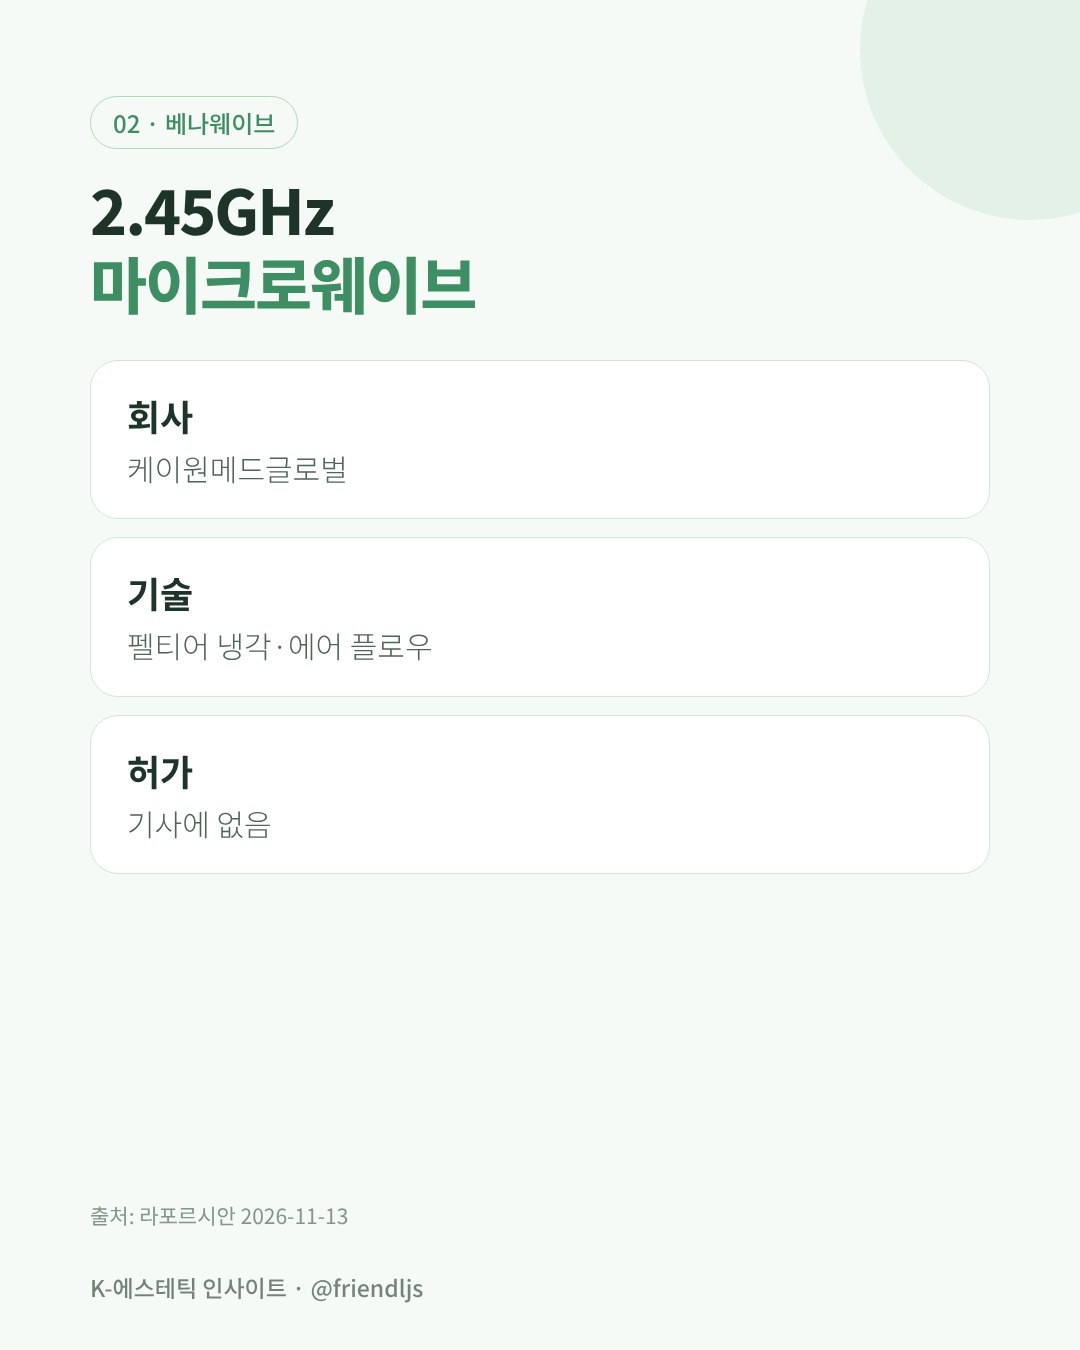 02 · 베나웨이브
2.45GHz
마이크로웨이브
회사
케이원메드글로벌
기술
펠티어 냉각·에어 플로우
허가
기사에 없음
출처: 라포르시안 2026-11-13
K-에스테틱 인사이트 · @friendljs